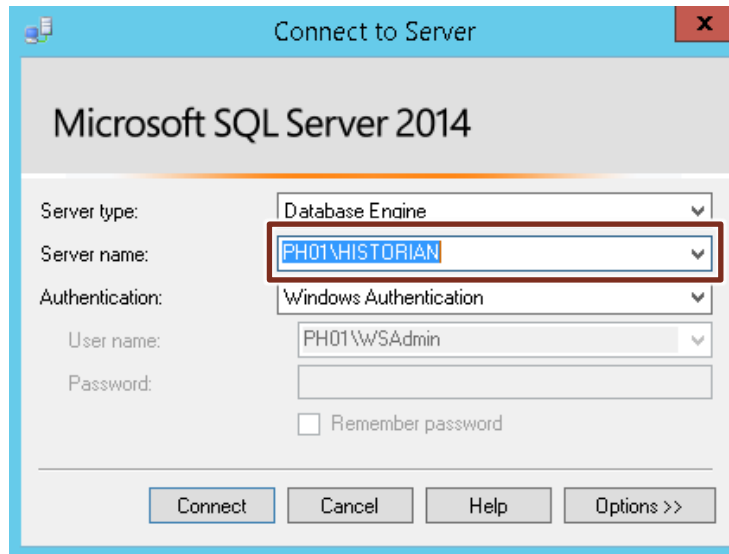 Connect to Server
x
Microsoft SQL Server 2014
Server type: Database Engine
Server name: PH01\HISTORIAN
Authentication: Windows Authentication
User name: PH01\WSAdmin
Password:
Remember password
Connect Cancel Help Options >>